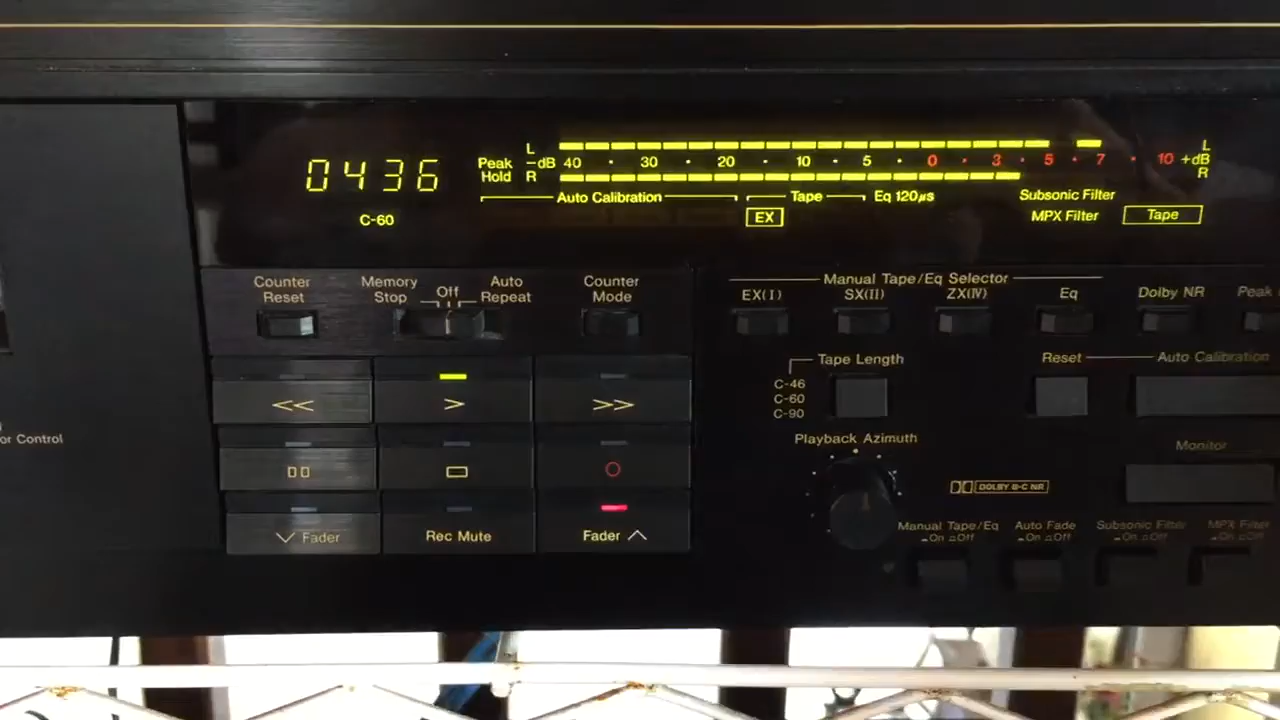 0436
C-60
L
Peak -dB 40 30 20 10 5 0 3 5 7 10 +dB
Hold R
L
R
Auto Calibration
Tape
Eq 120μs
EX
Subsonic Filter
MPX Filter
Tape
Counter
Reset
Memory
Stop
Off
Auto
Repeat
Counter
Mode
Manual Tape/Eq Selector
EX(I)
SX(II)
ZX(IV)
Eq
Dolby NR
Peak
Tape Length
C-46
C-60
C-90
Reset
Auto Calibration
<<
>
>>
or Control
Playback Azimuth
Monitor
DOLBY B-C NR
Fader
Rec Mute
Fader
Manual Tape/Eq
On Off
Auto Fade
On Off
Subsonic Filter
On Off
MPX Filter
On Off